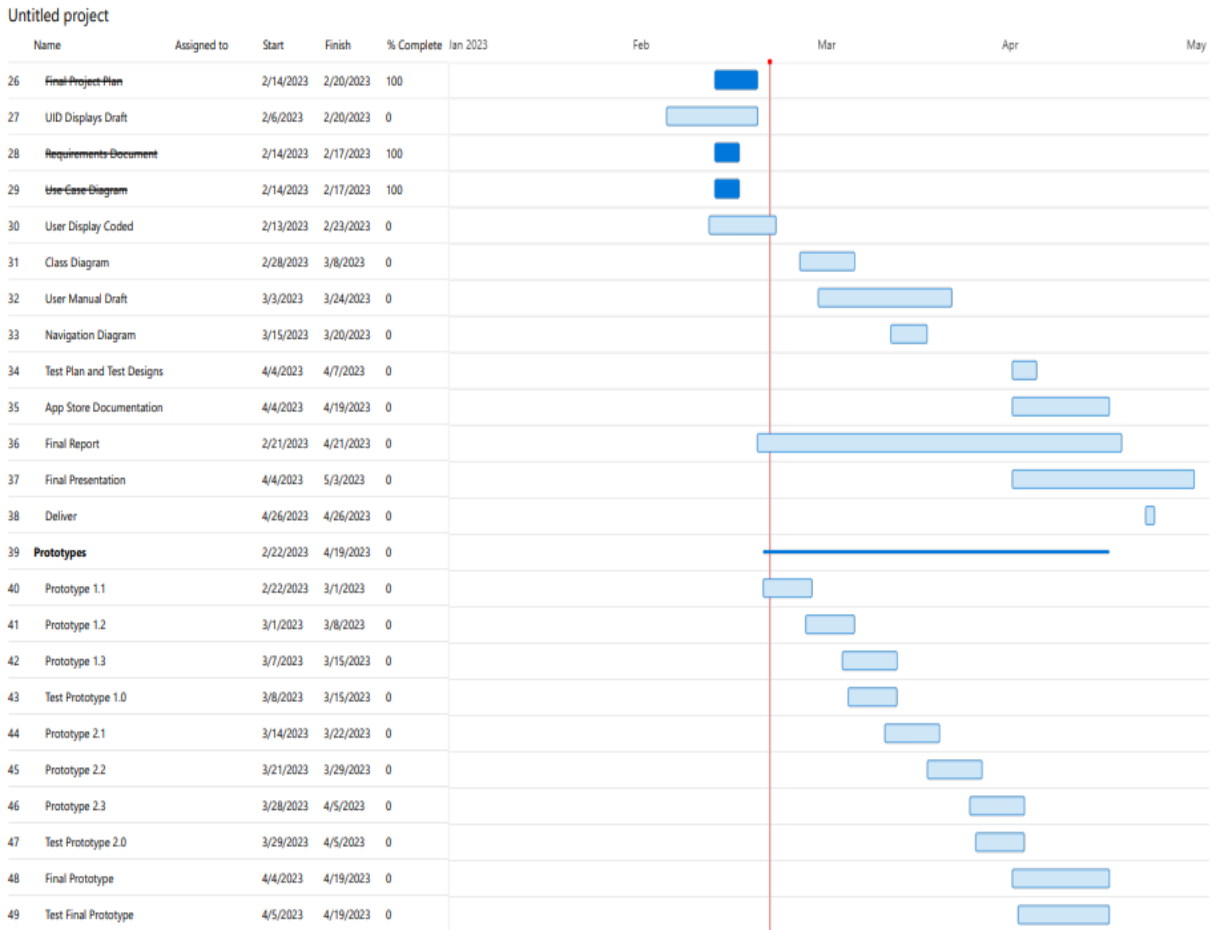 Untitled project
Name Assigned to Start Finish % Complete Jan 2023 Feb Mar Apr May
26 Final Project Plan 2/14/2023 2/20/2023 100
27 UID Displays Draft 2/6/2023 2/20/2023 0
28 Requirements Document 2/14/2023 2/17/2023 100
29 Use Case Diagram 2/14/2023 2/17/2023 100
30 User Display Coded 2/13/2023 2/23/2023 0
31 Class Diagram 2/28/2023 3/8/2023 0
32 User Manual Draft 3/3/2023 3/24/2023 0
33 Navigation Diagram 3/15/2023 3/20/2023 0
34 Test Plan and Test Designs 4/4/2023 4/7/2023 0
35 App Store Documentation 4/4/2023 4/19/2023 0
36 Final Report 2/21/2023 4/21/2023 0
37 Final Presentation 4/4/2023 5/3/2023 0
38 Deliver 4/26/2023 4/26/2023 0
39 Prototypes 2/22/2023 4/19/2023 0
40 Prototype 1.1 2/22/2023 3/1/2023 0
41 Prototype 1.2 3/1/2023 3/8/2023 0
42 Prototype 1.3 3/7/2023 3/15/2023 0
43 Test Prototype 1.0 3/8/2023 3/15/2023 0
44 Prototype 2.1 3/14/2023 3/22/2023 0
45 Prototype 2.2 3/21/2023 3/29/2023 0
46 Prototype 2.3 3/28/2023 4/5/2023 0
47 Test Prototype 2.0 3/29/2023 4/5/2023 0
48 Final Prototype 4/4/2023 4/19/2023 0
49 Test Final Prototype 4/5/2023 4/19/2023 0